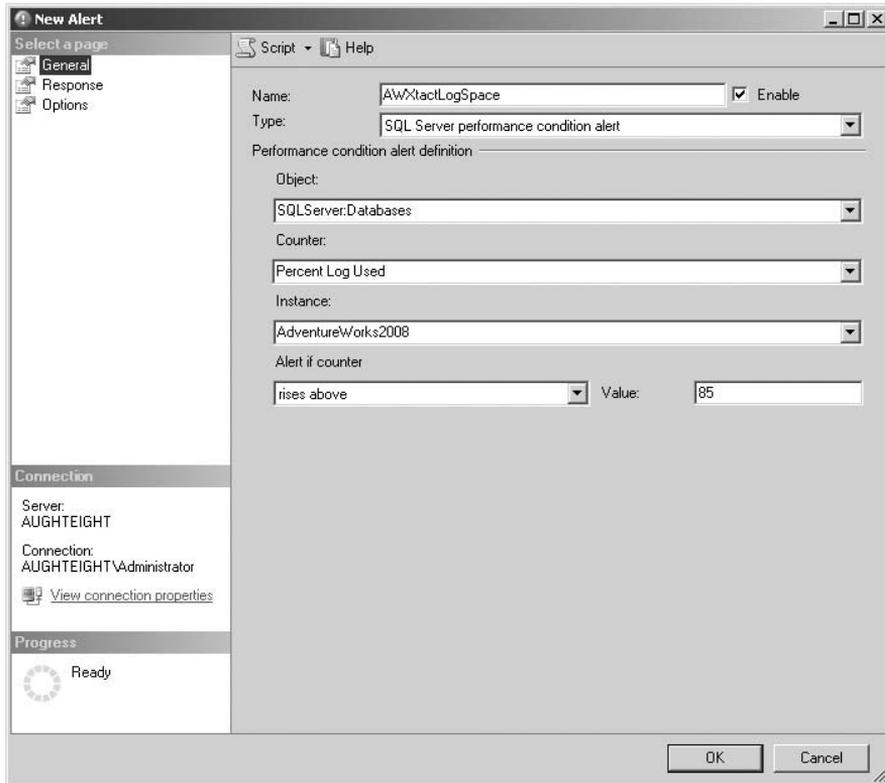 New Alert
Select a page
General
Response
Options
Script Help
Name: AWXtactLogSpace Enable
Type: SQL Server performance condition alert
Performance condition alert definition
Object:
SQLServer:Databases
Counter:
Percent Log Used
Instance:
AdventureWorks2008
Alert if counter
rises above Value: 85
Connection
Server:
AUGHTEIGHT
Connection:
AUGHTEIGHT\Administrator
View connection properties
Progress
Ready
OK Cancel